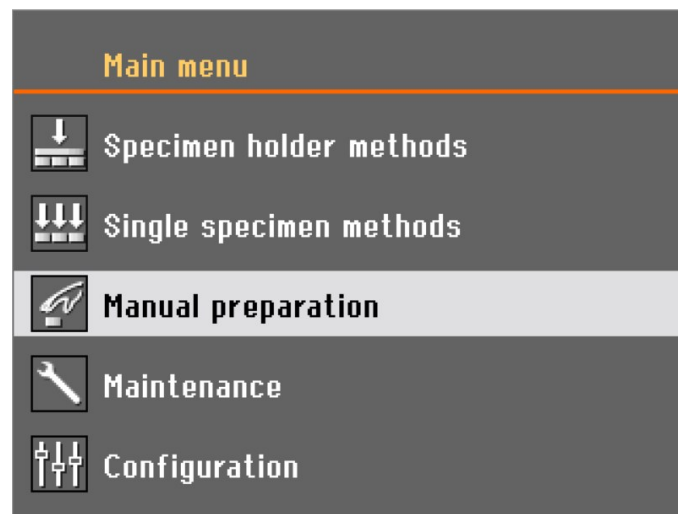 Main menu
Specimen holder methods
Single specimen methods
Manual preparation
Maintenance
Configuration